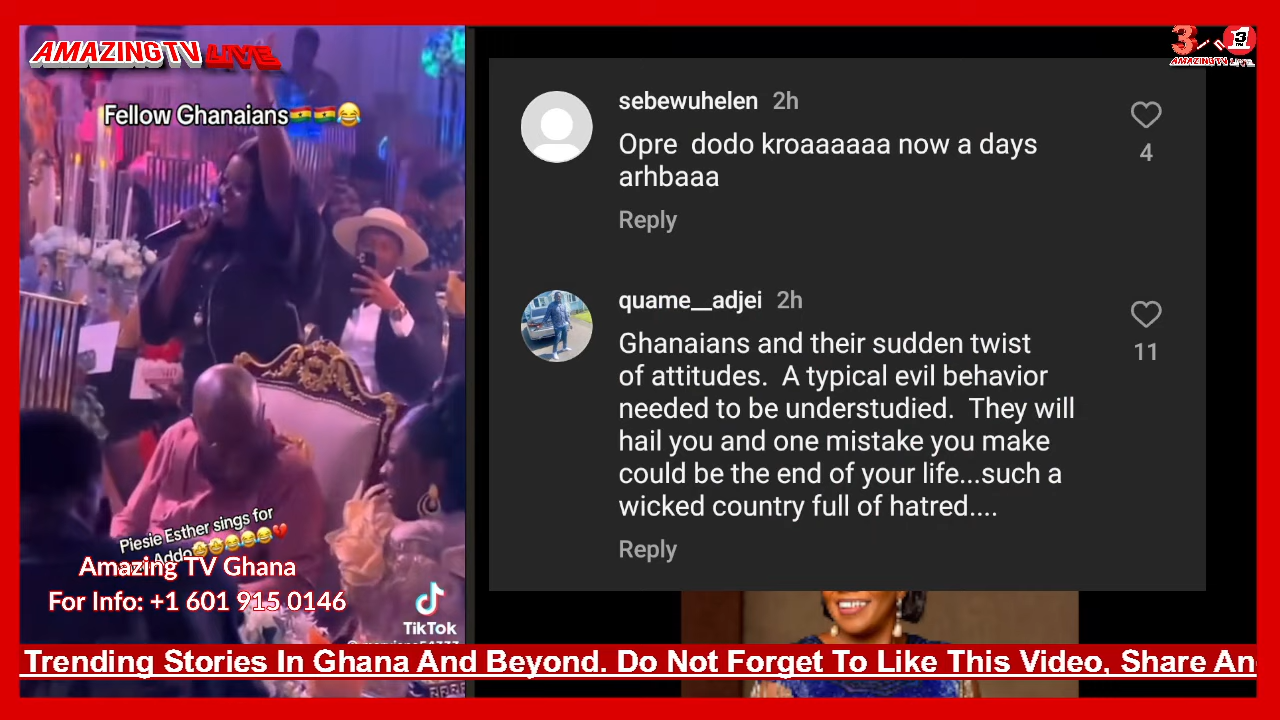 AMAZING TV LIVE
Fellow Ghanaians🇬🇭🇬🇭😂
Piesie Esther sings for
Addo🤩🤩😂😂😂😂💔
Amazing TV Ghana
For Info: +1 601 915 0146
TikTok
3
AMAZING TV LIVE
sebewuhelen 2h
Opre dodo kroaaaaaa now a days
arhbaaa
4
Reply
quame__adjei 2h
Ghanaians and their sudden twist
of attitudes. A typical evil behavior
needed to be understudied. They will
hail you and one mistake you make
could be the end of your life...such a
wicked country full of hatred....
11
Reply
Trending Stories In Ghana And Beyond. Do Not Forget To Like This Video, Share An